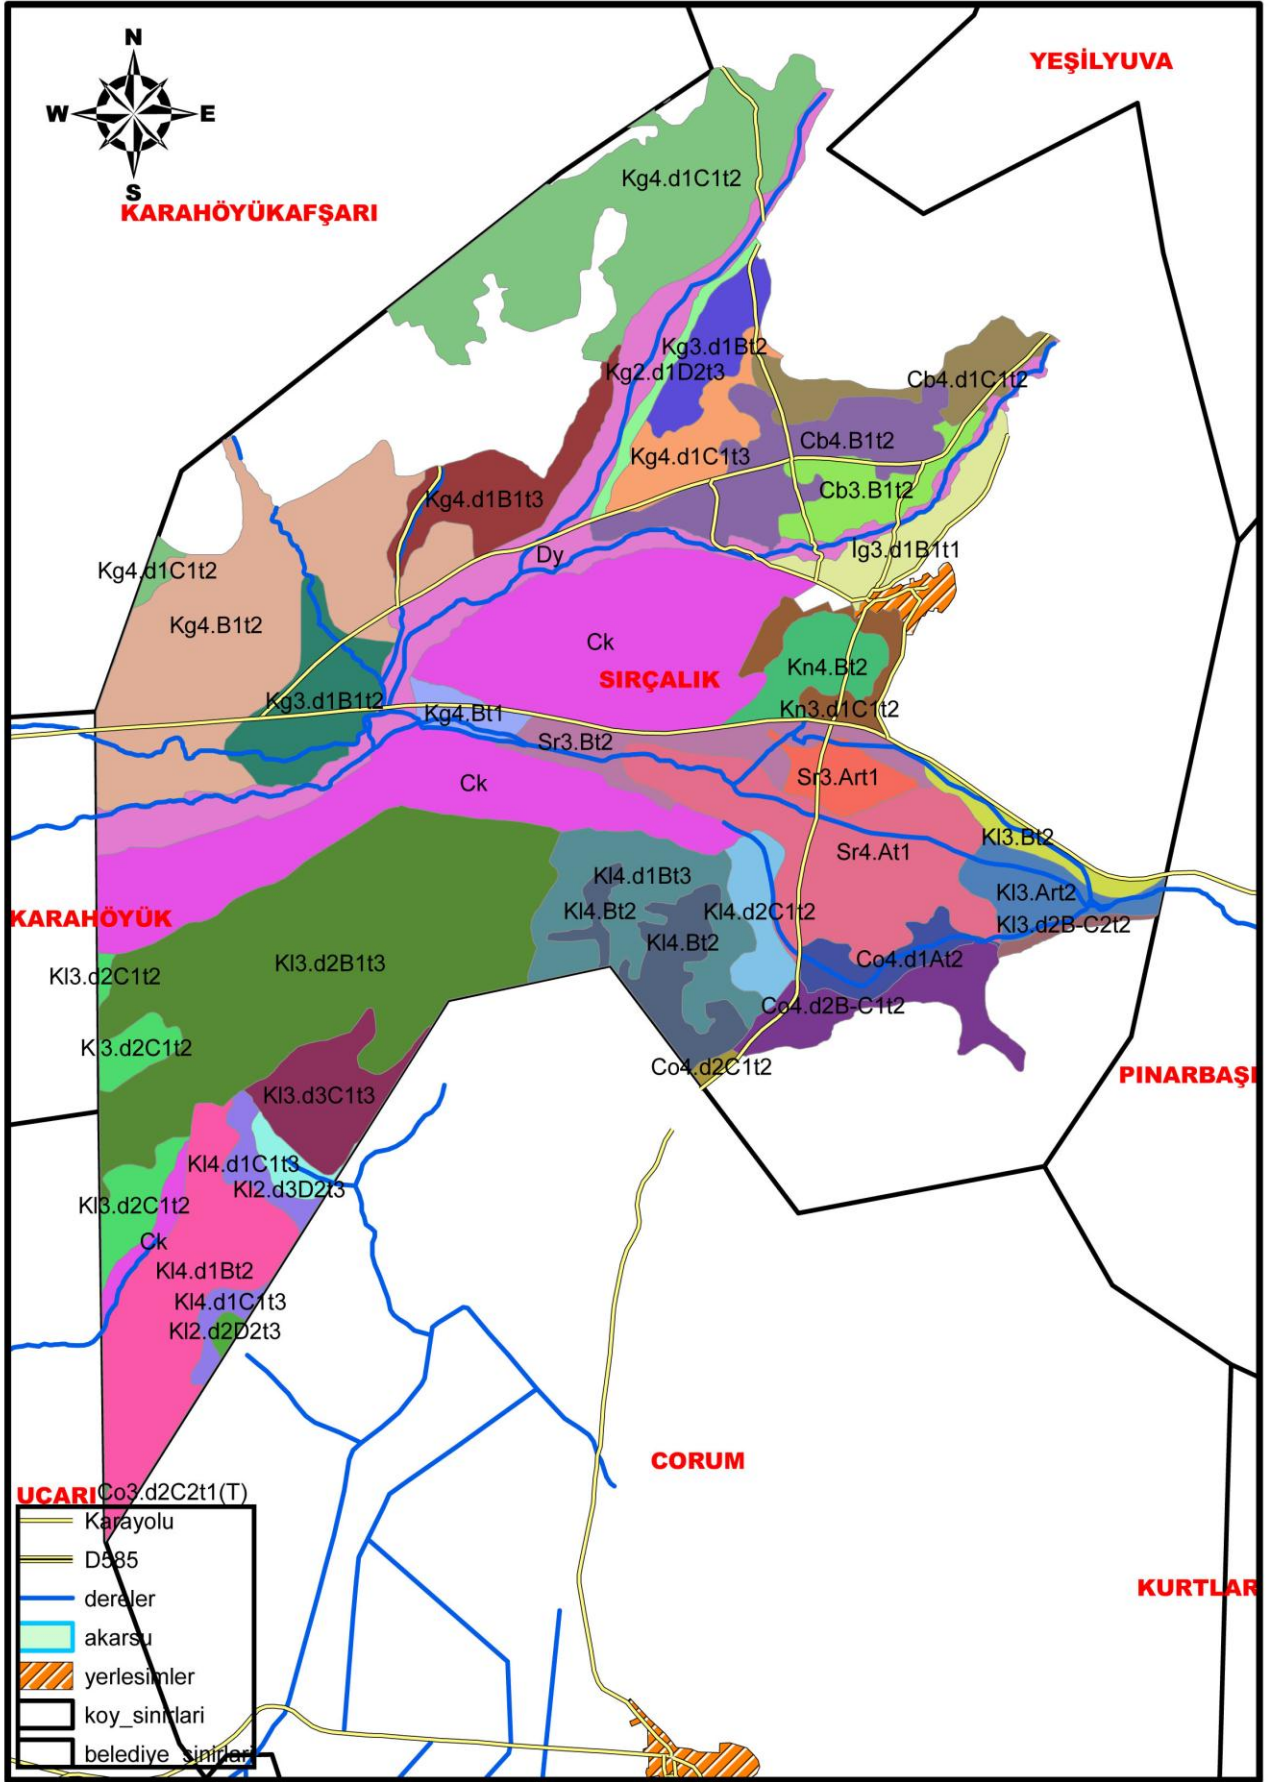 N
YEŞİLYUVA
W
E
S
KARAHÖYÜKAFŞARI
Kg4.d1C1t2
Kg3.d1Bt2
Kg2.d1D2t3
Cb4.d1C1t2
Cb4.B1t2
Kg4.d1C1t3
Cb3.B1t2
Kg4.d1B1t3
Dy
Ig3.d1B1t1
Kg4.d1C1t2
Kg4.B1t2
Ck
Kn4.Bt2
SIRÇALIK
Kg3.d1B1t2
Kn3.d1C1t2
Kg4.Bt1
Sr3.Bt2
Ck
Sr3.Art1
Kl3.Bt2
Sr4.At1
Kl4.d1Bt3
Kl3.Art2
Kl4.Bt2
Kl4.d2C1t2
KARAHÖYÜK
Kl3.d2B-C2t2
Kl4.Bt2
Co4.d1At2
Kl3.d2B1t3
Kl3.d2C1t2
Co4.d2B-C1t2
Kl3.d2C1t2
Co4.d2C1t2
PINARBAŞI
Kl3.d3C1t3
Kl4.d1C1t3
Kl2.d3D2t3
Kl3.d2C1t2
Ck
Kl4.d1Bt2
Kl4.d1C1t3
Kl2.d2D2t3
CORUM
UCARI
Co3.d2C2t1(T)
Karayolu
D585
dereler
KURTLAR
akarsu
yerlesimler
koy_sinirlari
belediye_sinirlari